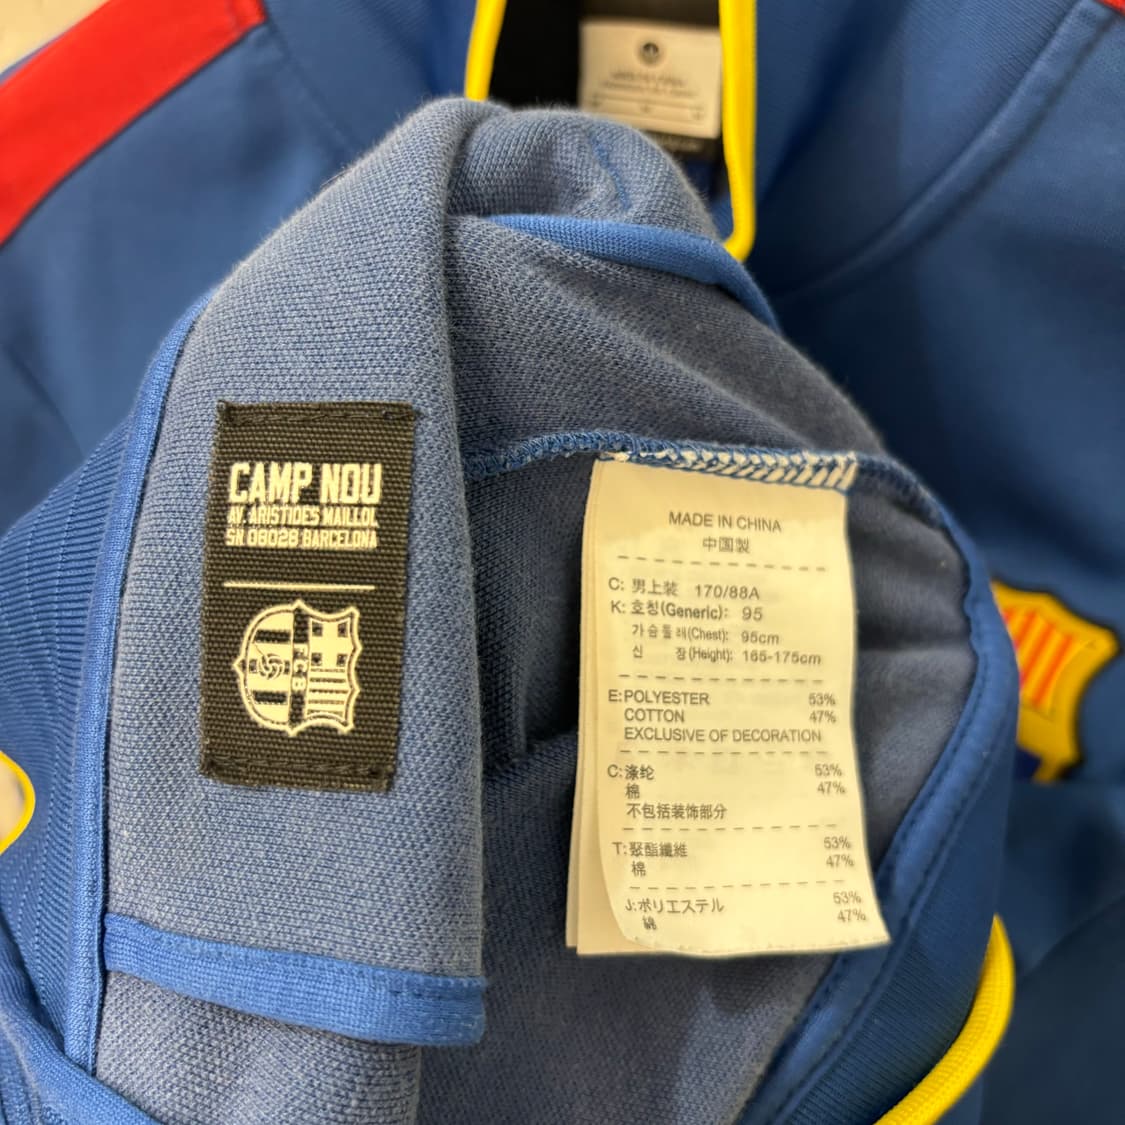 CAMP NOU
AV ARISTIDES MAILLOL
SN 08028 BARCELONA
FCB
MADE IN CHINA
中国製
C: 男上装 170/88A
K: 호칭(Generic): 95
가슴둘레(Chest): 95cm
신 장(Height): 165-175cm
E:POLYESTER 53%
COTTON 47%
EXCLUSIVE OF DECORATION
C:涤纶 53%
棉 47%
不包括装饰部分
T:聚酯纖維 53%
棉 47%
J:ポリエステル 53%
綿 47%